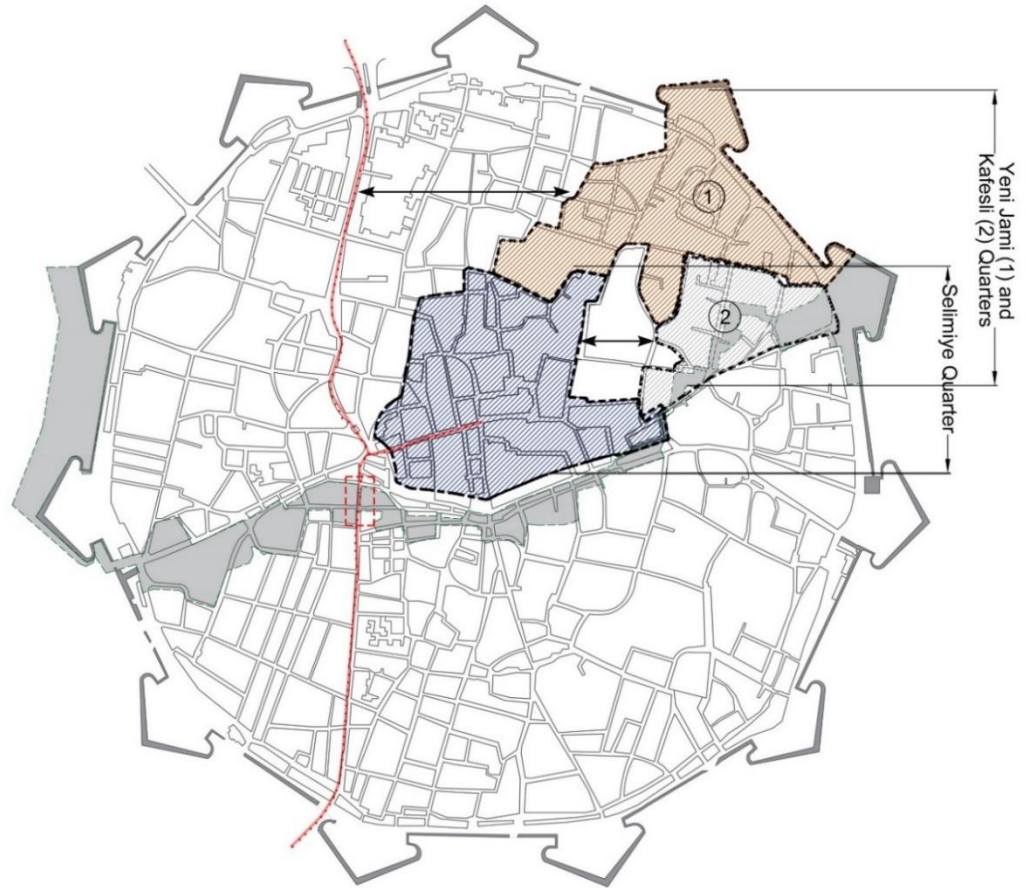 1
2
Yeni Jami (1) and
Kafesli (2) Quarters
Selimiye Quarter